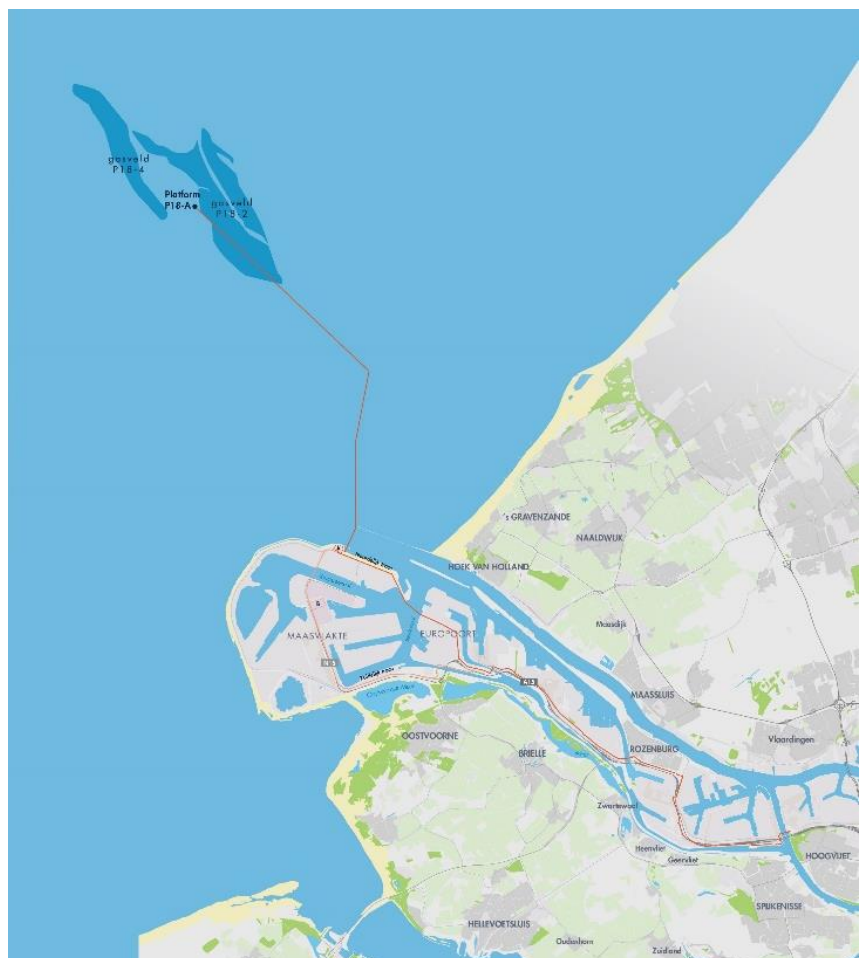 gasveld
P18-4
Platform
P18-A
gasveld
P18-2
's GRAVENZANDE
NAALDWIJK
HOEK VAN HOLLAND
Maasdijk
MAASVLAKTE
EUROPOORT
MAASSLUIS
OOSTVOORNE
BRIELLE
ROZENBURG
Vlaardingen
Zwartewaal
Heenvliet
Geervliet
HOOGVLIET
SPIJKENISSE
HELLEVOETSLUIS
Oudenhoorn
Zuidland